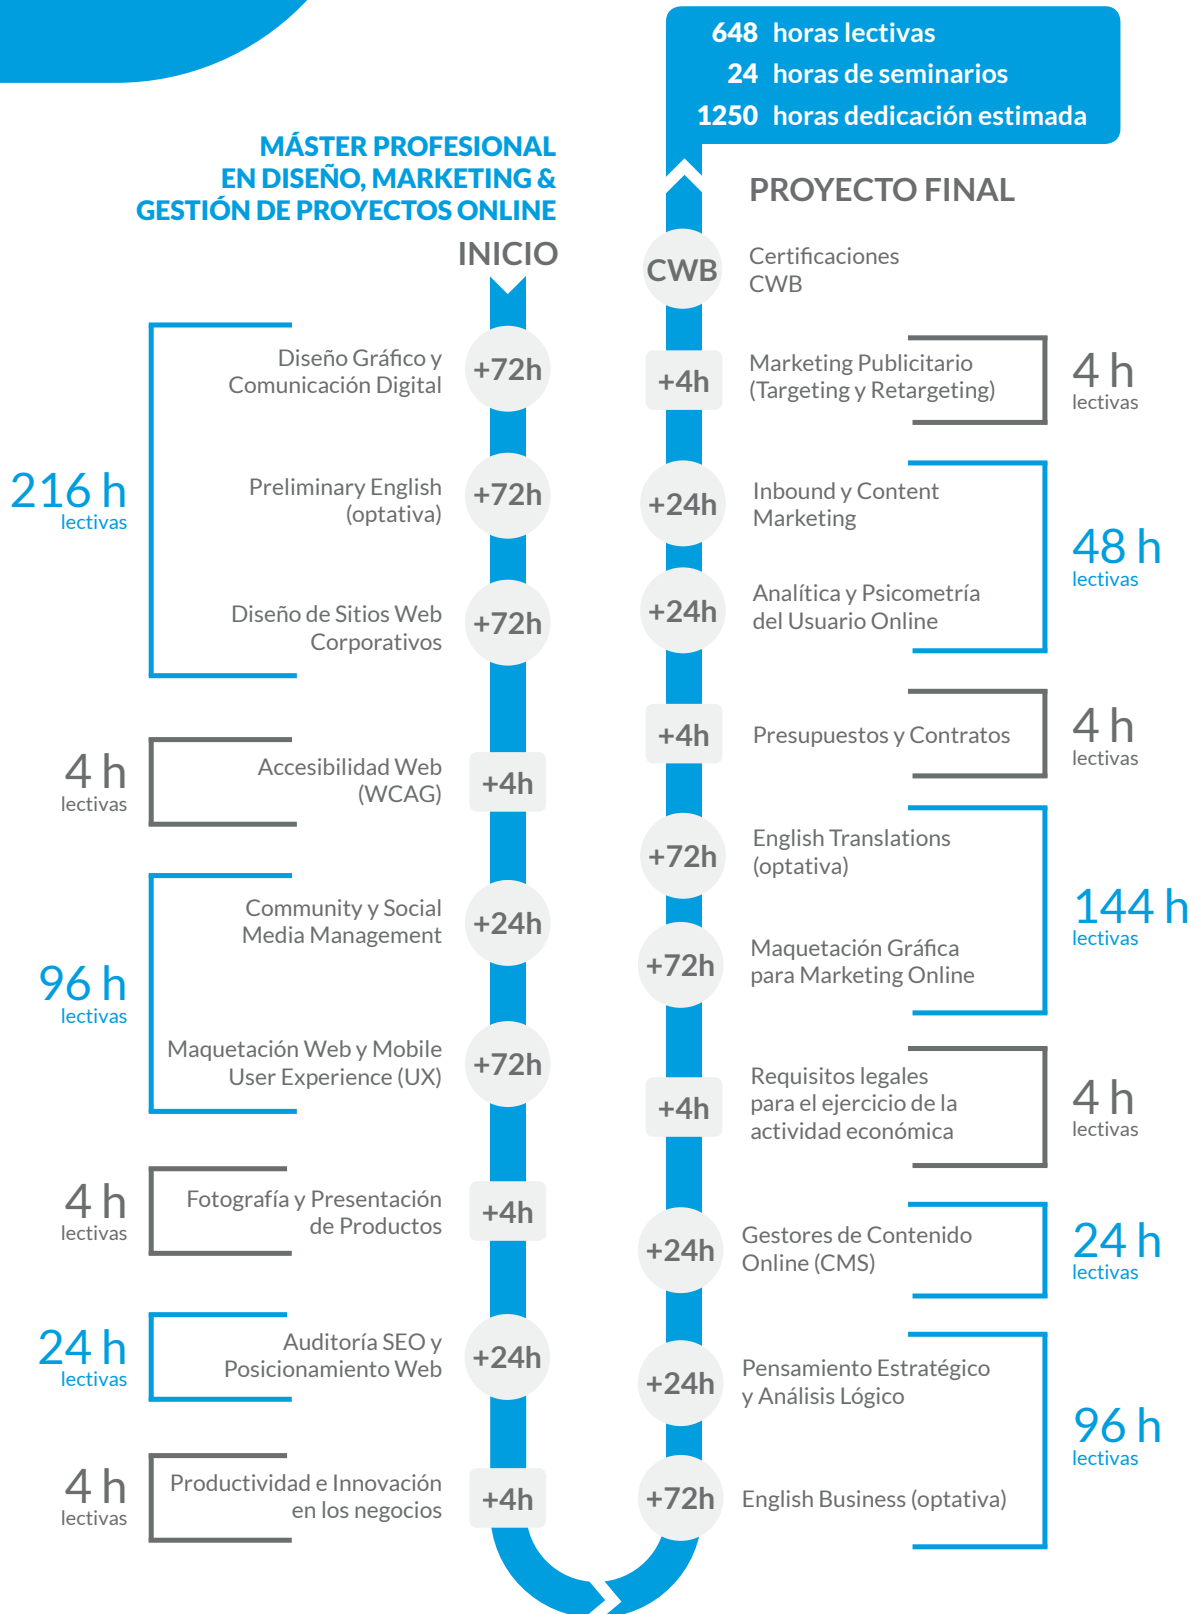 648 horas lectivas
24 horas de seminarios
1250 horas dedicación estimada
MÁSTER PROFESIONAL
EN DISEÑO, MARKETING &
GESTIÓN DE PROYECTOS ONLINE
INICIO
Diseño Gráfico y
Comunicación Digital
+72h
Preliminary English
(optativa)
+72h
Diseño de Sitios Web
Corporativos
+72h
216 h
lectivas
Accesibilidad Web
(WCAG)
+4h
4 h
lectivas
Community y Social
Media Management
+24h
Maquetación Web y Mobile
User Experience (UX)
+72h
96 h
lectivas
Fotografía y Presentación
de Productos
+4h
4 h
lectivas
Auditoría SEO y
Posicionamiento Web
+24h
24 h
lectivas
Productividad e Innovación
en los negocios
+4h
4 h
lectivas
PROYECTO FINAL
CWB
Certificaciones
CWB
+4h
Marketing Publicitario
(Targeting y Retargeting)
4 h
lectivas
+24h
Inbound y Content
Marketing
+24h
Analítica y Psicometría
del Usuario Online
48 h
lectivas
+4h
Presupuestos y Contratos
4 h
lectivas
+72h
English Translations
(optativa)
+72h
Maquetación Gráfica
para Marketing Online
144 h
lectivas
+4h
Requisitos legales
para el ejercicio de la
actividad económica
4 h
lectivas
+24h
Gestores de Contenido
Online (CMS)
24 h
lectivas
+24h
Pensamiento Estratégico
y Análisis Lógico
+72h
English Business (optativa)
96 h
lectivas